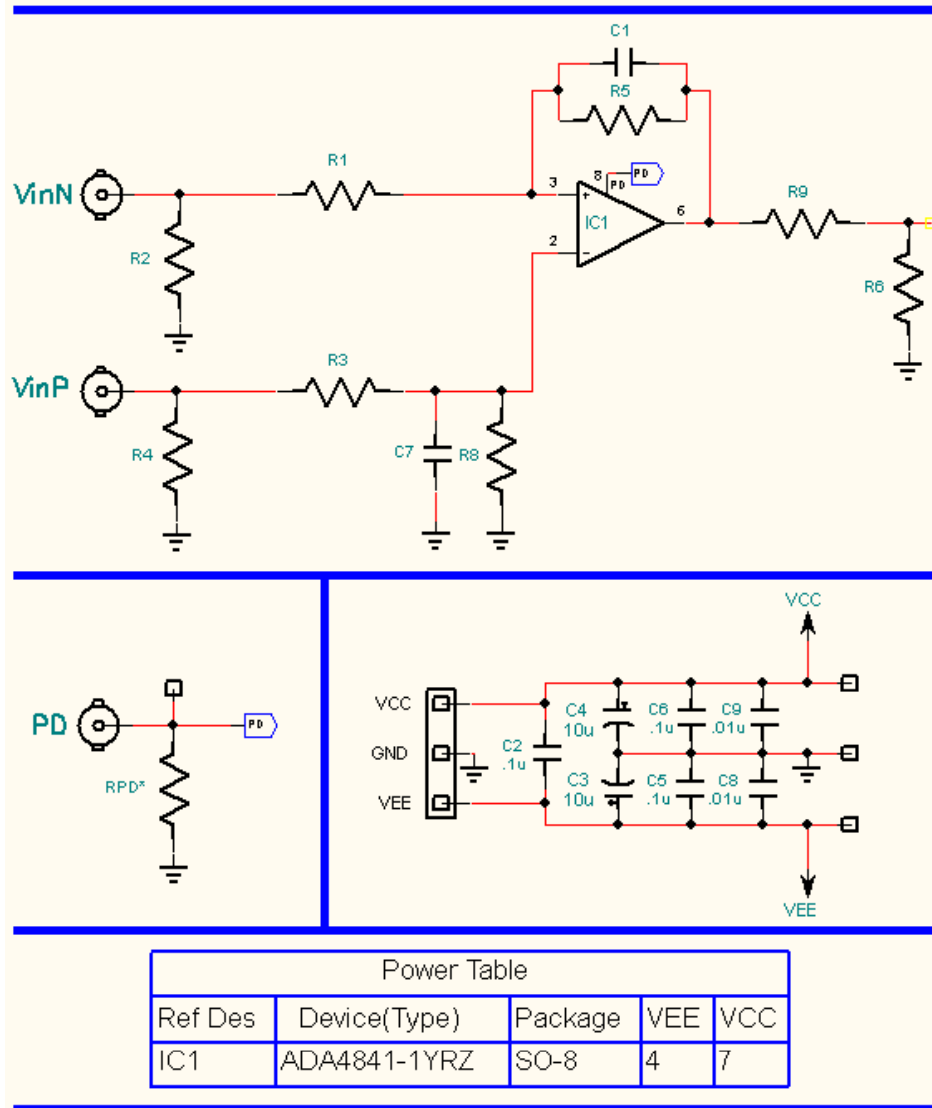 C1
R5
VinN
R1
3
8
PD
PD
+
IC1
6
R9
2
-
R2
R6
VinP
R3
R4
C7
R8
VCC
PD
PD
RPD*
VCC
GND
VEE
C2
.1u
C4
10u
C6
.1u
C9
.01u
C3
10u
C5
.1u
C8
.01u
VEE
Power Table
Ref Des Device(Type) Package VEE VCC
IC1 ADA4841-1YRZ SO-8 4 7